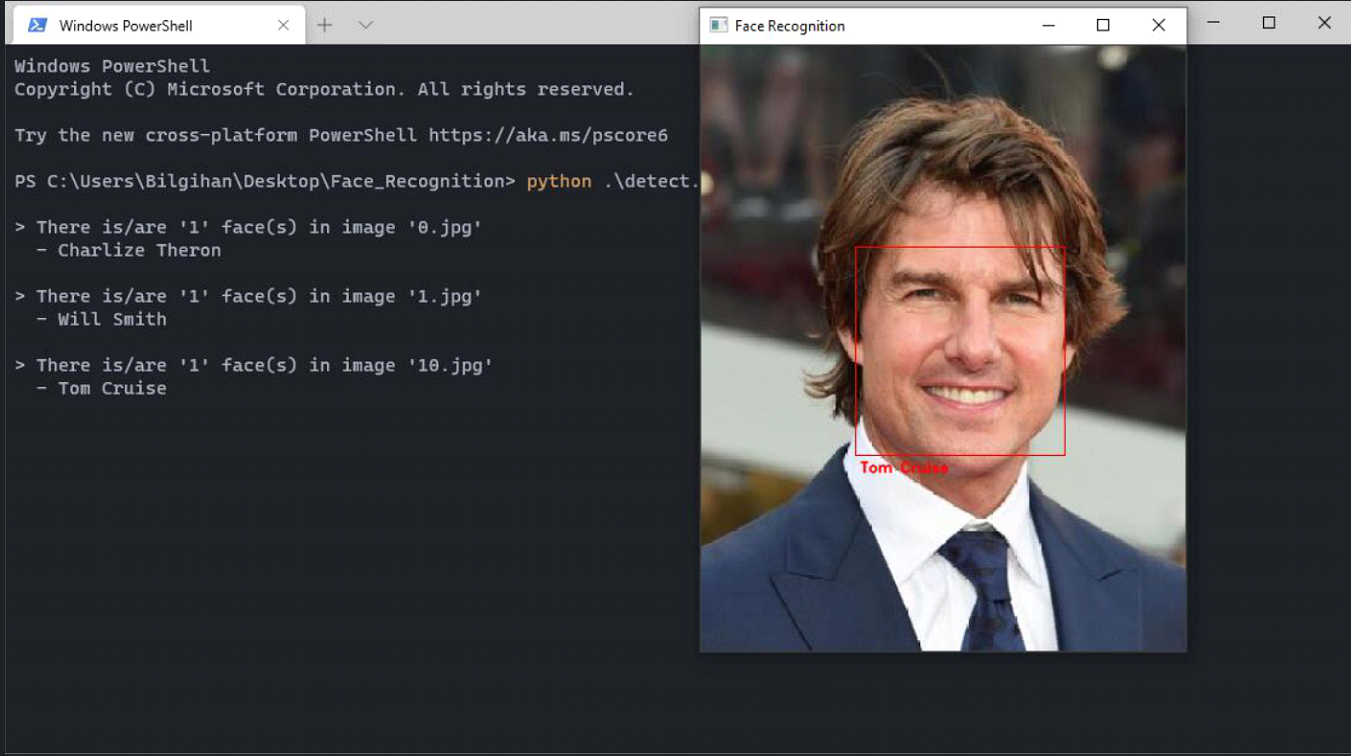 Windows PowerShell
Face Recognition
Windows PowerShell
Copyright (C) Microsoft Corporation. All rights reserved.
Try the new cross-platform PowerShell https://aka.ms/pscore6
PS C:\Users\Bilgihan\Desktop\Face_Recognition> python .\detect.
> There is/are '1' face(s) in image '0.jpg'
- Charlize Theron
> There is/are '1' face(s) in image '1.jpg'
- Will Smith
> There is/are '1' face(s) in image '10.jpg'
- Tom Cruise
Tom Cruise